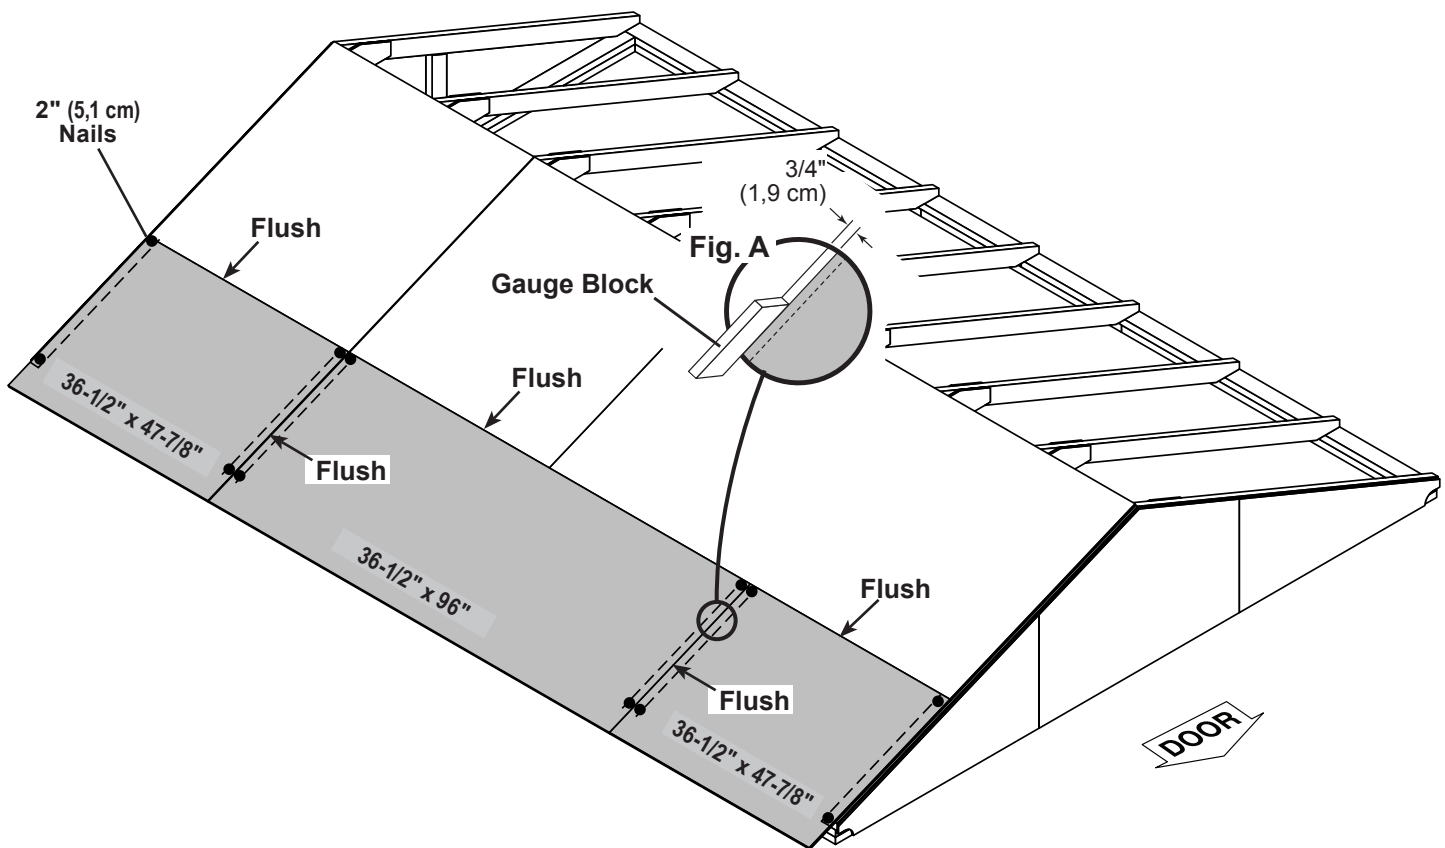 2" (5,1 cm)
Nails
Flush
3/4"
(1,9 cm)
Fig. A
Gauge Block
Flush
36-1/2" x 47-7/8"
Flush
36-1/2" x 96"
Flush
Flush
36-1/2" x 47-7/8"
DOOR